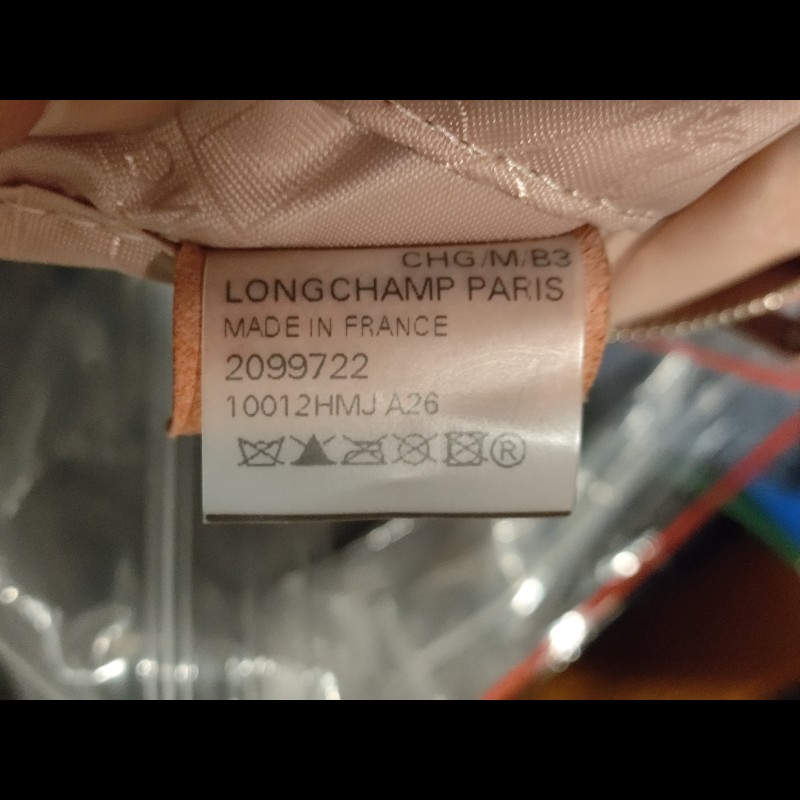 CHG/M/B3
LONGCHAMP PARIS
MADE IN FRANCE
2099722
10012HMJ A26
®